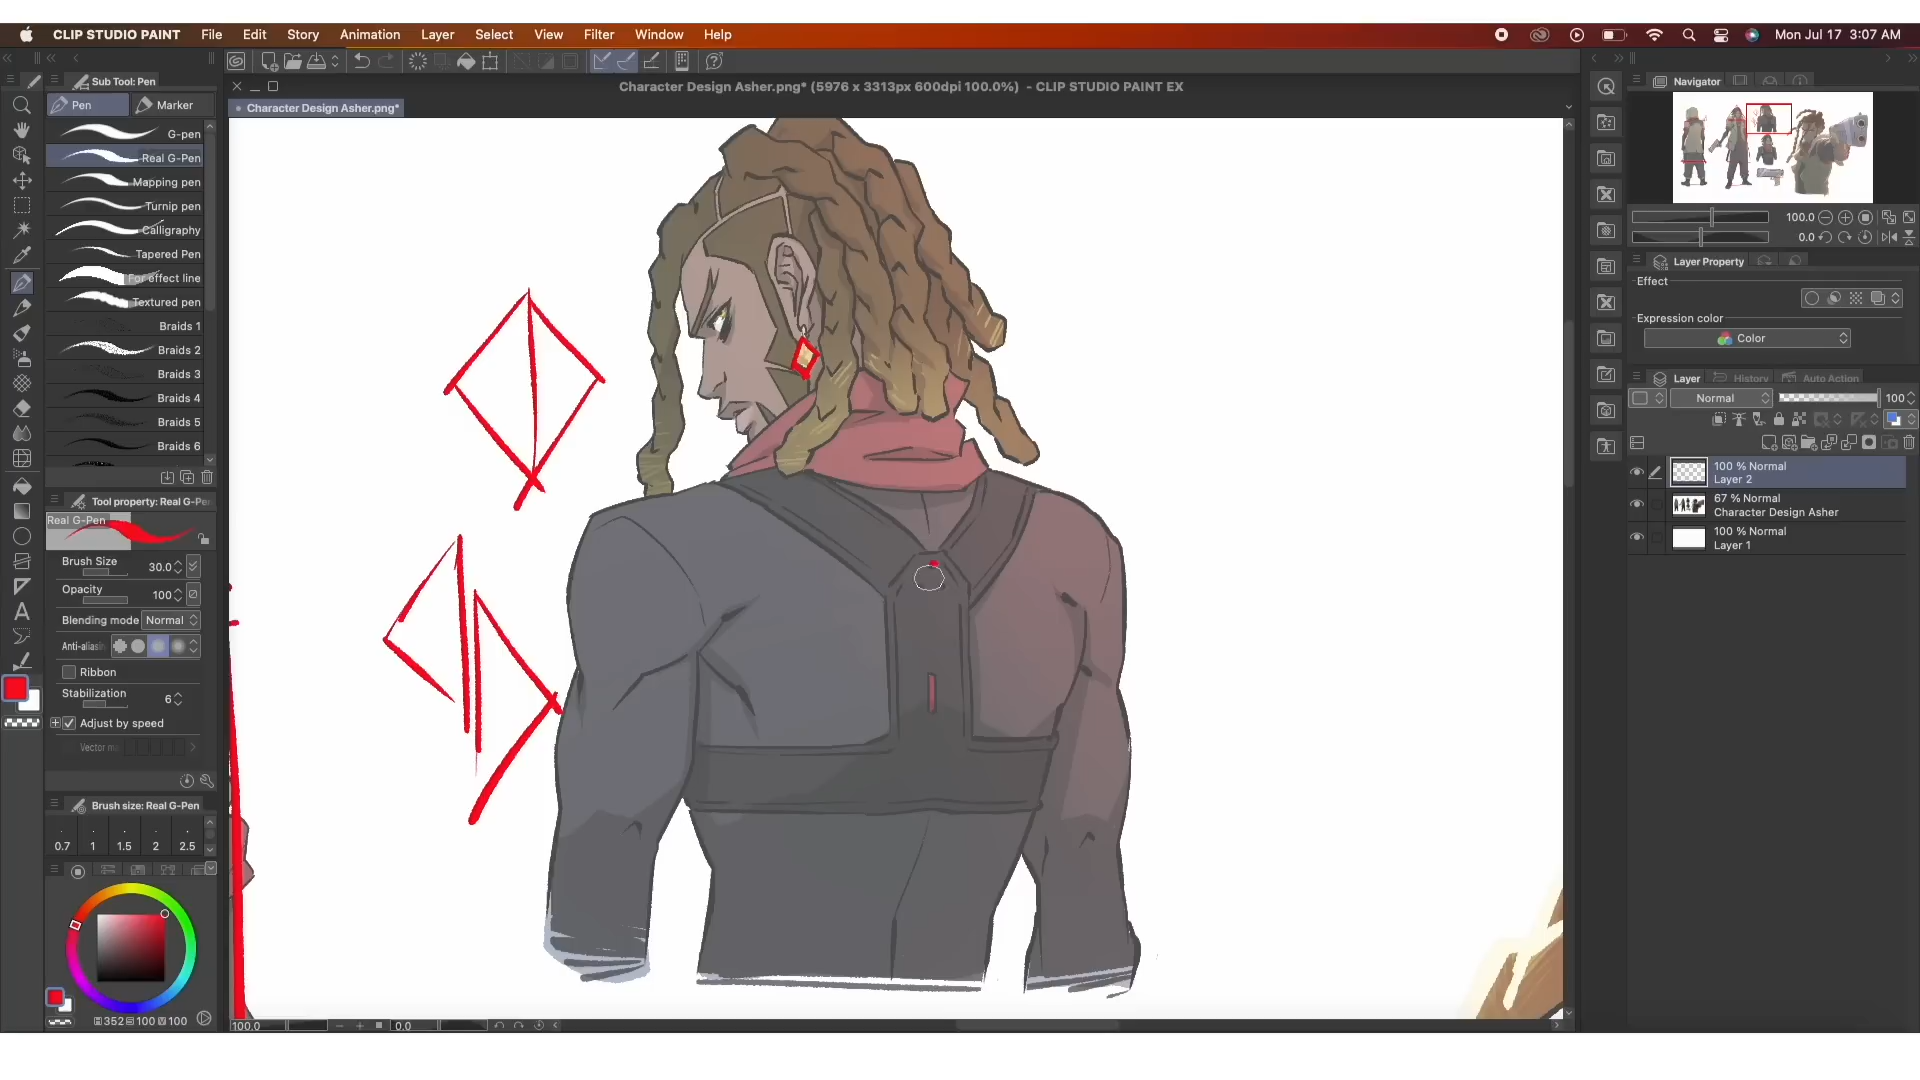 CLIP STUDIO PAINT File Edit Story Animation Layer Select View Filter Window Help Mon Jul 17 3:07 AM
Character Design Asher.png* (5976 x 3313px 600dpi 100.0%) - CLIP STUDIO PAINT EX
Character Design Asher.png*
Sub Tool: Pen
Pen Marker
G-pen
Real G-Pen
Mapping pen
Turnip pen
Calligraphy
Tapered Pen
For effect line
Textured pen
Braids 1
Braids 2
Braids 3
Braids 4
Braids 5
Braids 6
Tool property: Real G-Pen
Real G-Pen
Brush Size 30.0
Opacity 100
Blending mode Normal
Anti-aliasin
Ribbon
Stabilization 6
Adjust by speed
Vector ma
Brush size: Real G-Pen
0.7 1 1.5 2 2.5
352 100 100
100.0 0.0
Navigator
100.0
0.0
Layer Property
Effect
Expression color
Color
Layer History Auto Action
Normal 100
100 % Normal
Layer 2
67 % Normal
Character Design Asher
100 % Normal
Layer 1